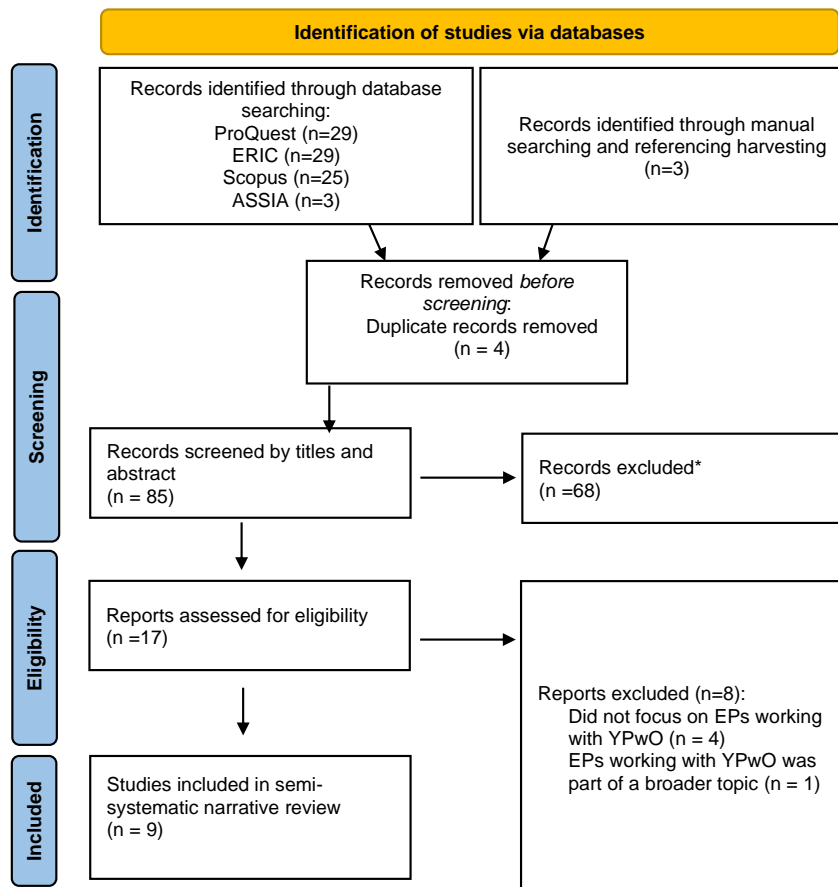 Identification of studies via databases
Identification
Records identified through database
searching:
ProQuest (n=29)
ERIC (n=29)
Scopus (n=25)
ASSIA (n=3)
Records identified through manual
searching and referencing harvesting
(n=3)
Records removed before
screening:
Duplicate records removed
(n = 4)
Screening
Records screened by titles and
abstract
(n = 85)
Records excluded*
(n =68)
Eligibility
Reports assessed for eligibility
(n =17)
Reports excluded (n=8):
Did not focus on EPs working
with YPwO (n = 4)
EPs working with YPwO was
part of a broader topic (n = 1)
Included
Studies included in semi-
systematic narrative review
(n = 9)